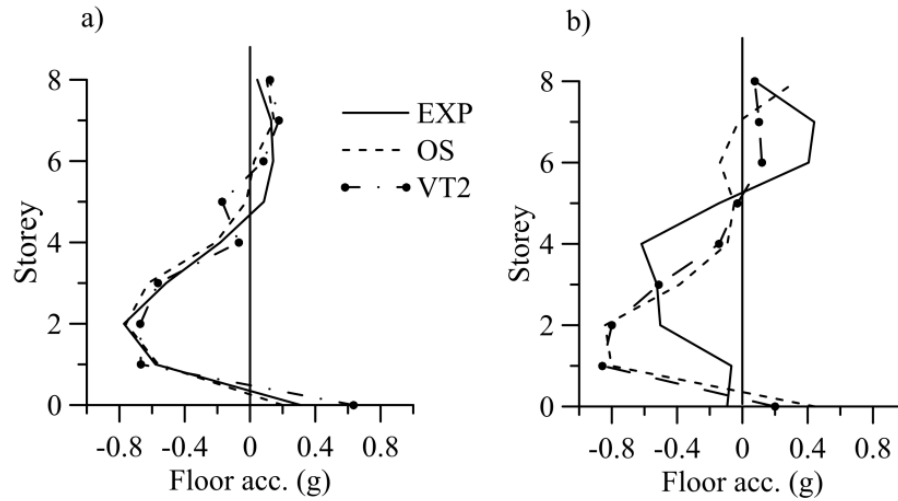 a)
8
6
4
2
0
Storey
-0.8 -0.4 0 0.4 0.8
Floor acc. (g)
EXP
OS
VT2
b)
8
6
4
2
0
Storey
-0.8 -0.4 0 0.4 0.8
Floor acc. (g)